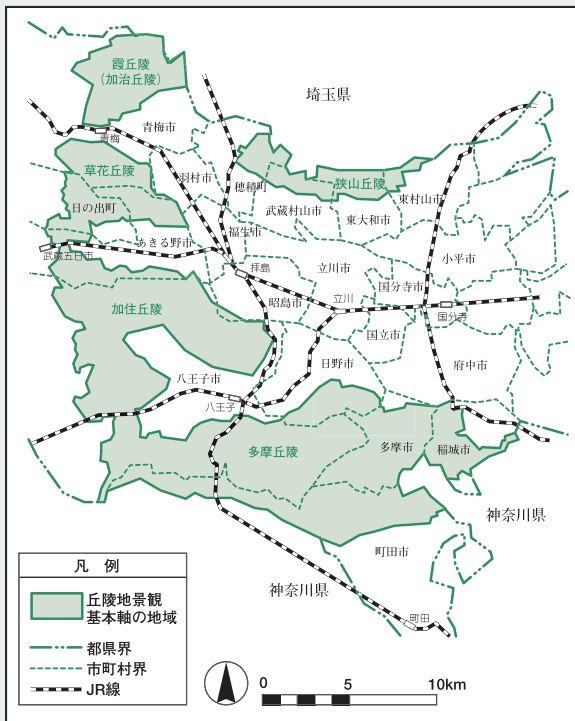 霞丘陵
(加治丘陵)
埼玉県
青梅市
青梅
草花丘陵
羽村市
穂積町
狭山丘陵
東村山市
日の出町
武蔵村山市
東大和市
福生市
あきる野市
武蔵五日市
小平市
拝島
立川市
国分寺市
昭島市
立川
国分寺
加住丘陵
国立市
日野市
府中市
八王子市
八王子
多摩丘陵
多摩市
稲城市
神奈川県
町田市
神奈川県
町田
凡 例
丘陵地景観
基本軸の地域
都県界
市町村界
JR線
0 5 10km